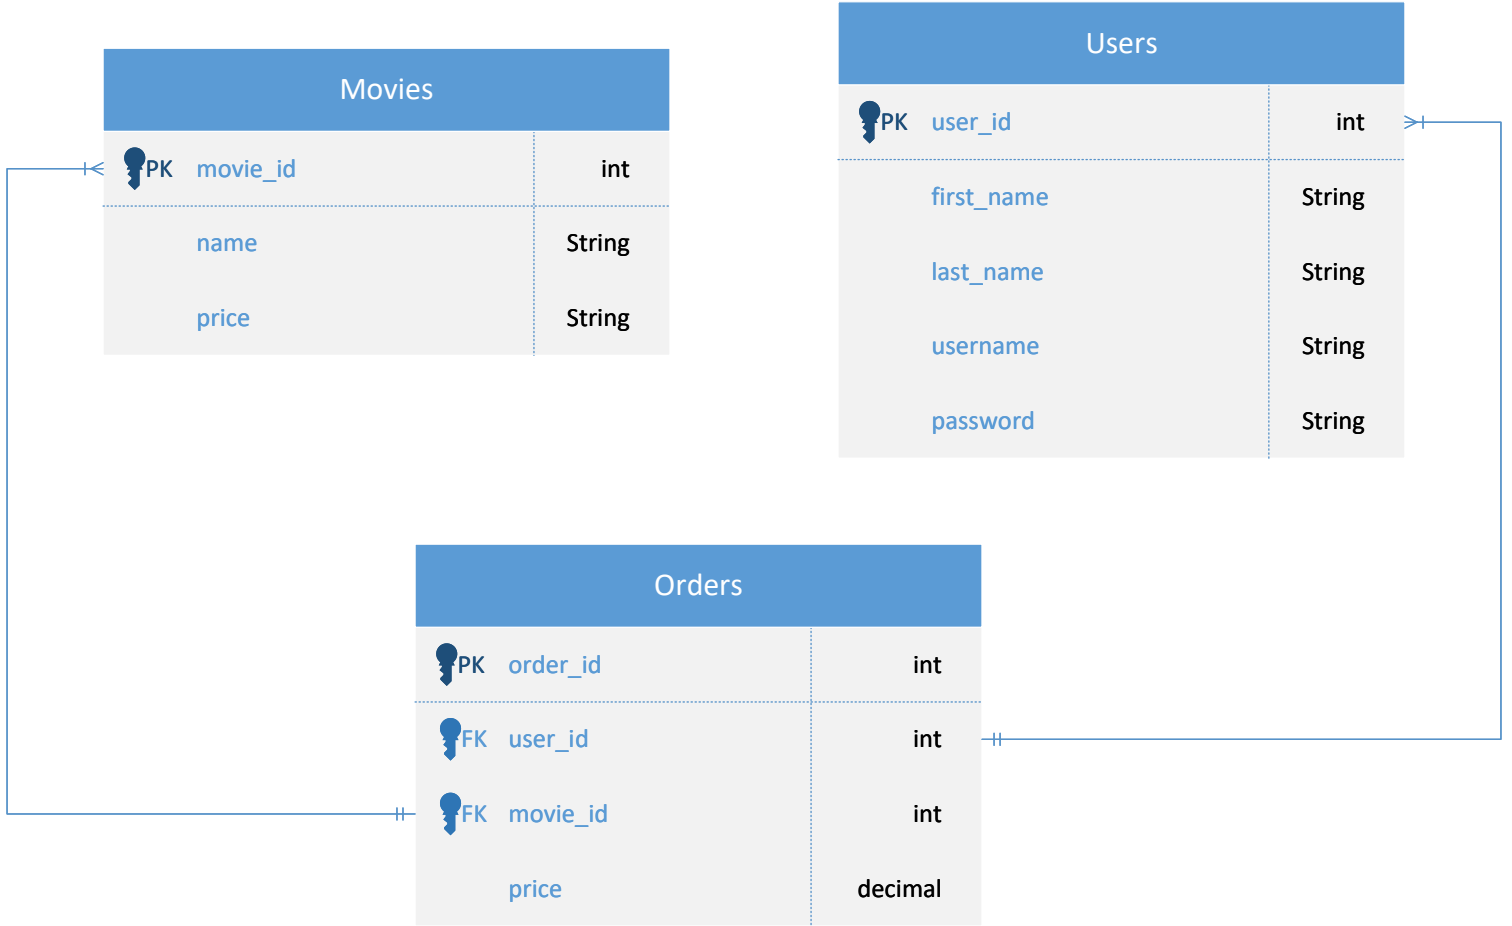 Movies
PK movie_id int
name String
price String
Users
PK user_id int
first_name String
last_name String
username String
password String
Orders
PK order_id int
FK user_id int
FK movie_id int
price decimal